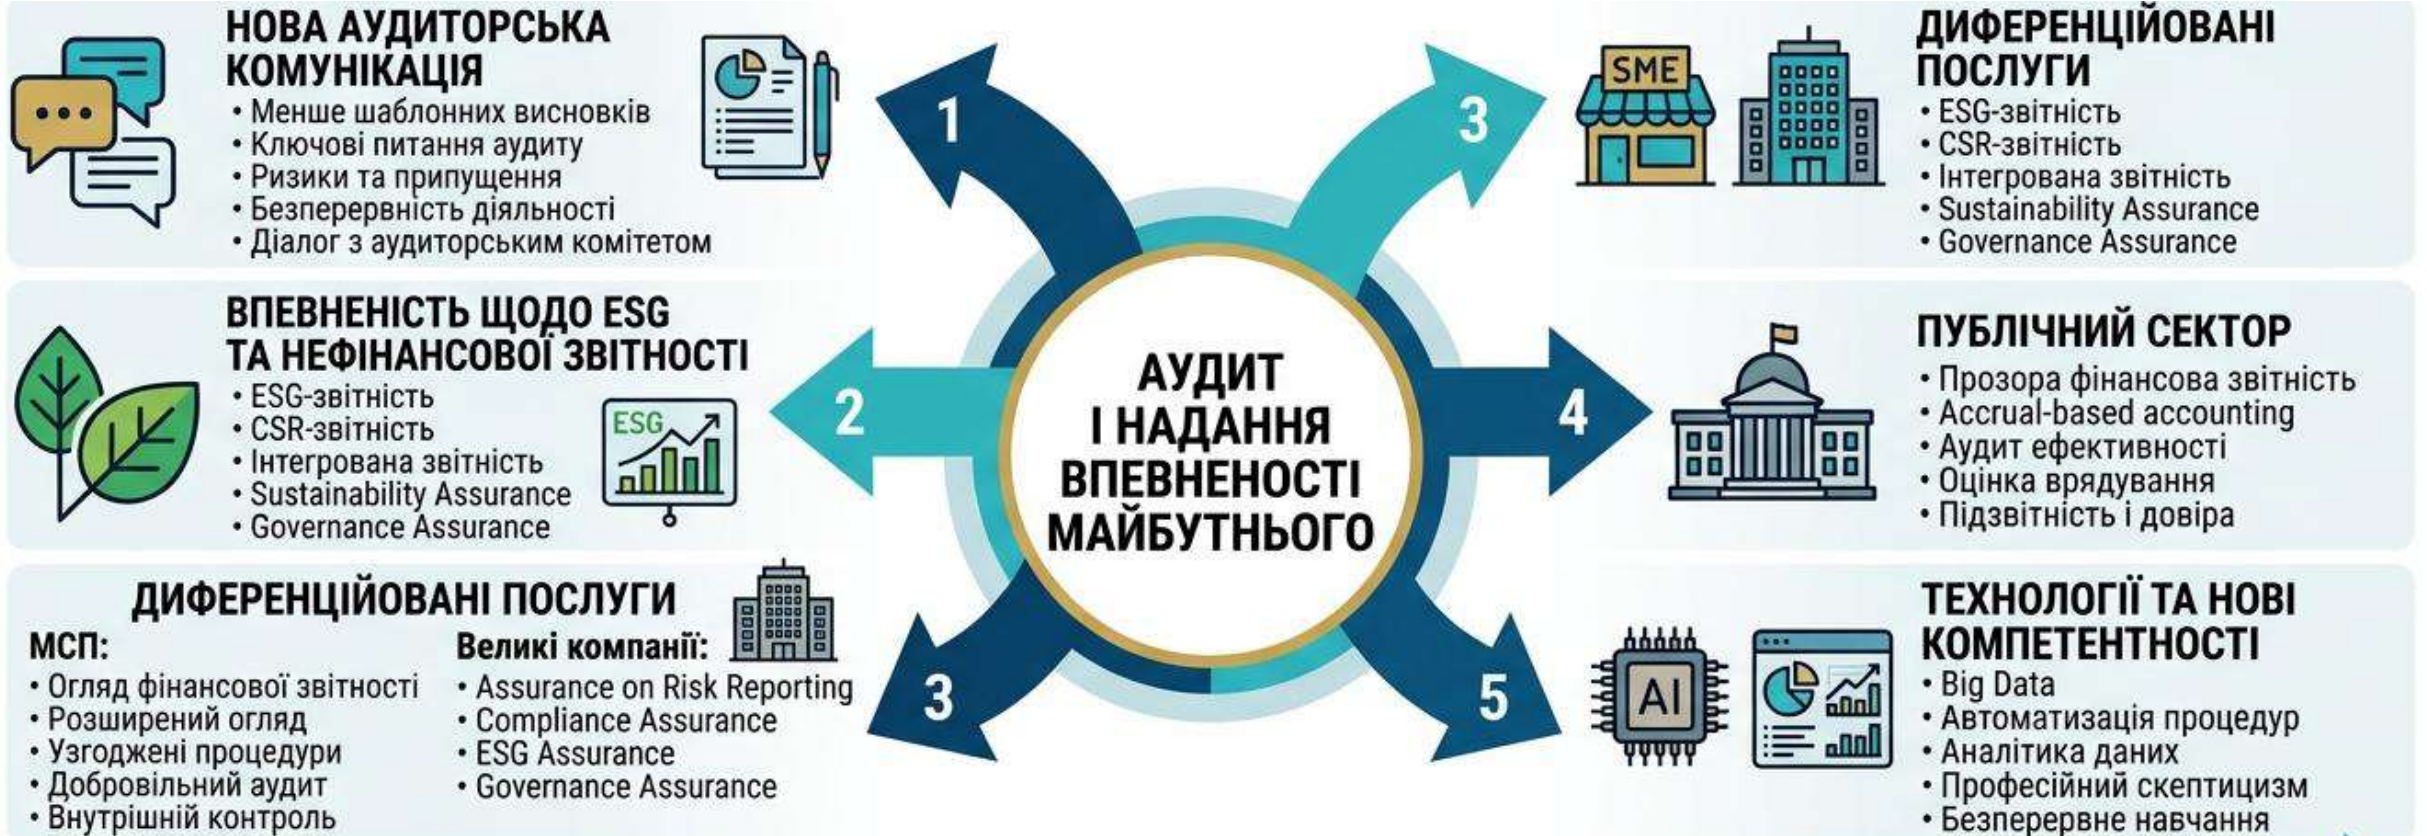 НОВА АУДИТОРСЬКА
КОМУНІКАЦІЯ
• Менше шаблонних висновків
• Ключові питання аудиту
• Ризики та припущення
• Безперервність діяльності
• Діалог з аудиторським комітетом
1
ВПЕВНЕНІСТЬ ЩОДО ESG
ТА НЕФІНАНСОВОЇ ЗВІТНОСТІ
• ESG-звітність
• CSR-звітність
• Інтегрована звітність
• Sustainability Assurance
• Governance Assurance
ESG
2
ДИФЕРЕНЦІЙОВАНІ ПОСЛУГИ
МСП:
• Огляд фінансової звітності
• Розширений огляд
• Узгоджені процедури
• Добровільний аудит
• Внутрішній контроль
Великі компанії:
• Assurance on Risk Reporting
• Compliance Assurance
• ESG Assurance
• Governance Assurance
3
АУДИТ
І НАДАННЯ
ВПЕВНЕНОСТІ
МАЙБУТНЬОГО
3
SME
ДИФЕРЕНЦІЙОВАНІ
ПОСЛУГИ
• ESG-звітність
• CSR-звітність
• Інтегрована звітність
• Sustainability Assurance
• Governance Assurance
4
ПУБЛІЧНИЙ СЕКТОР
• Прозора фінансова звітність
• Accrual-based accounting
• Аудит ефективності
• Оцінка врядування
• Підзвітність і довіра
5
AI
ТЕХНОЛОГІЇ ТА НОВІ
КОМПЕТЕНТНОСТІ
• Big Data
• Автоматизація процедур
• Аналітика даних
• Професійний скептицизм
• Безперервне навчання